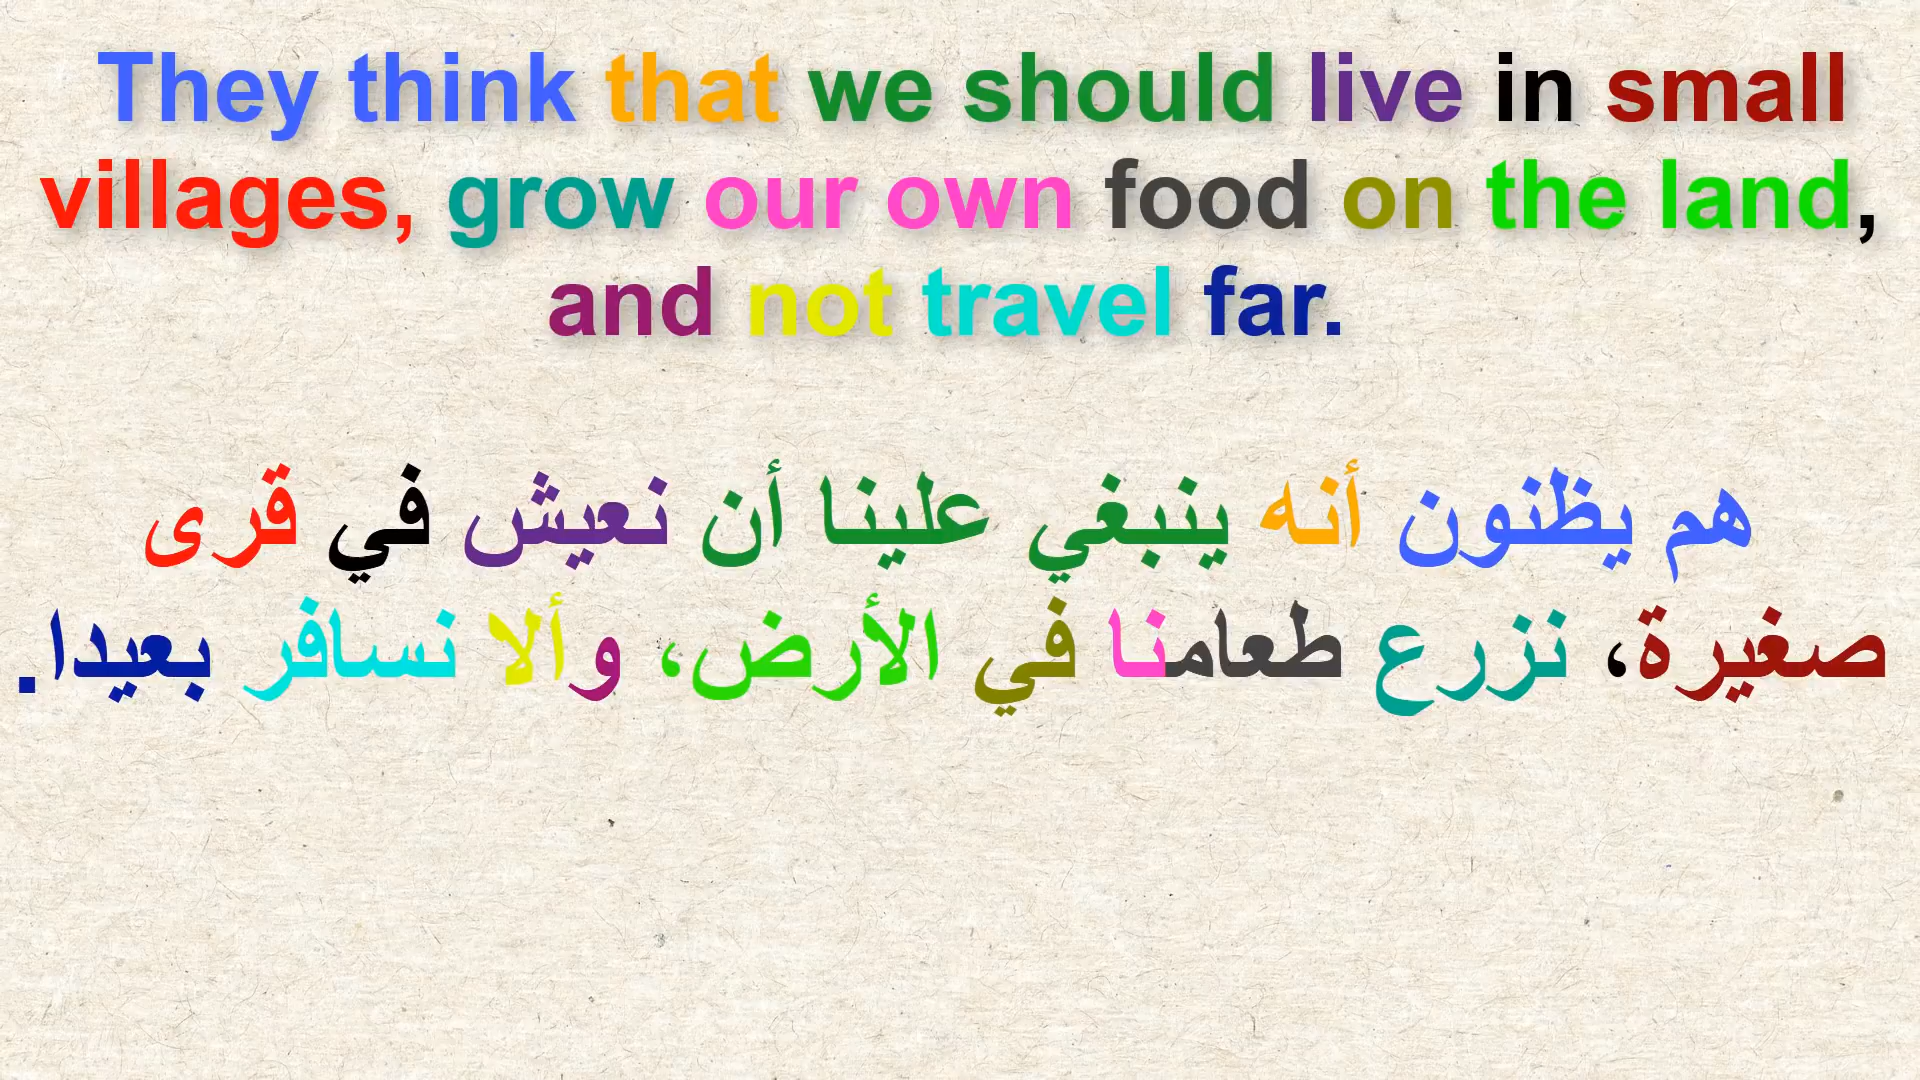 They think that we should live in small
villages, grow our own food on the land,
and not travel far.
هم يظنون أنه ينبغي علينا أن نعيش في قرى
صغيرة، نزرع طعامنا في الأرض، وألا نسافر بعيدا.